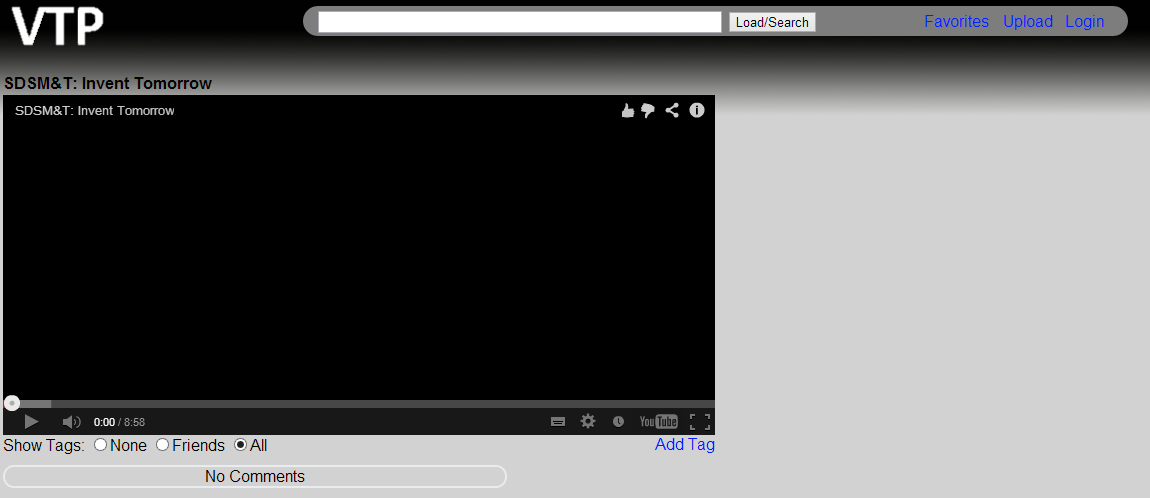 VTP
Load/Search
Favorites Upload Login
SDSM&T: Invent Tomorrow
SDSM&T: Invent Tomorrow
0:00 / 8:58
YouTube
Show Tags: None Friends All
Add Tag
No Comments